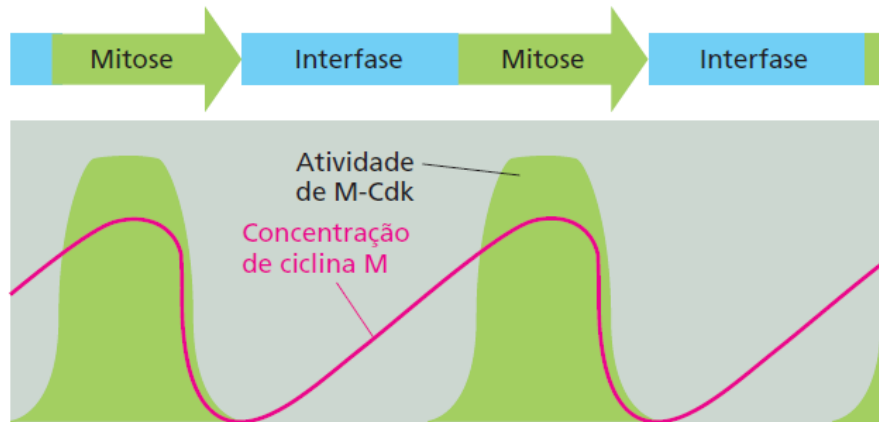 Mitose
Interfase
Mitose
Interfase
Atividade
de M-Cdk
Concentração
de ciclina M